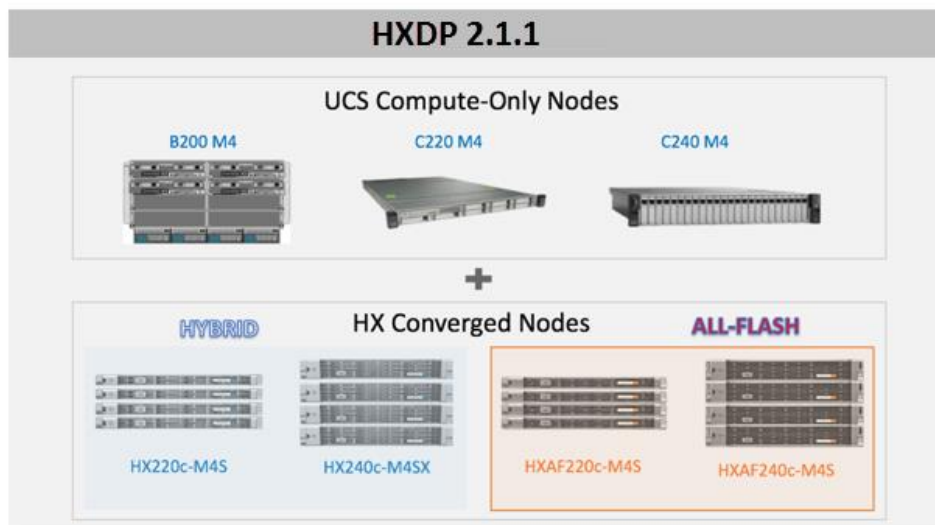 HXDP 2.1.1
UCS Compute-Only Nodes
B200 M4
C220 M4
C240 M4
HYBRID
HX Converged Nodes
ALL-FLASH
HX220c-M4S
HX240c-M4SX
HXAF220c-M4S
HXAF240c-M4S